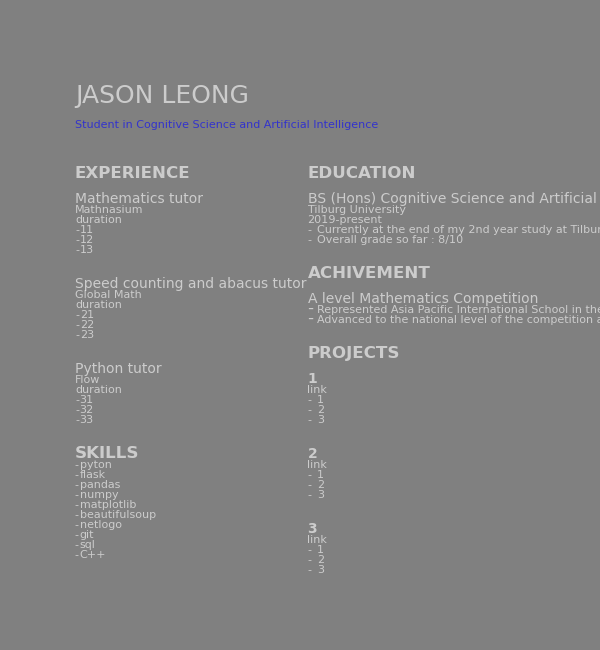 JASON LEONG
Student in Cognitive Science and Artificial Intelligence
EXPERIENCE
Mathematics tutor
Mathnasium
duration
-11
-12
-13
Speed counting and abacus tutor
Global Math
duration
-21
-22
-23
Python tutor
Flow
duration
-31
-32
-33
SKILLS
-pyton
-flask
-pandas
-numpy
-matplotlib
-beautifulsoup
-netlogo
-git
-sql
-C++
EDUCATION
BS (Hons) Cognitive Science and Artificial
Tilburg University
2019-present
- Currently at the end of my 2nd year study at Tilbur
- Overall grade so far : 8/10
ACHIVEMENT
A level Mathematics Competition
- Represented Asia Pacific International School in the
- Advanced to the national level of the competition a
PROJECTS
1
link
- 1
- 2
- 3
2
link
- 1
- 2
- 3
3
link
- 1
- 2
- 3